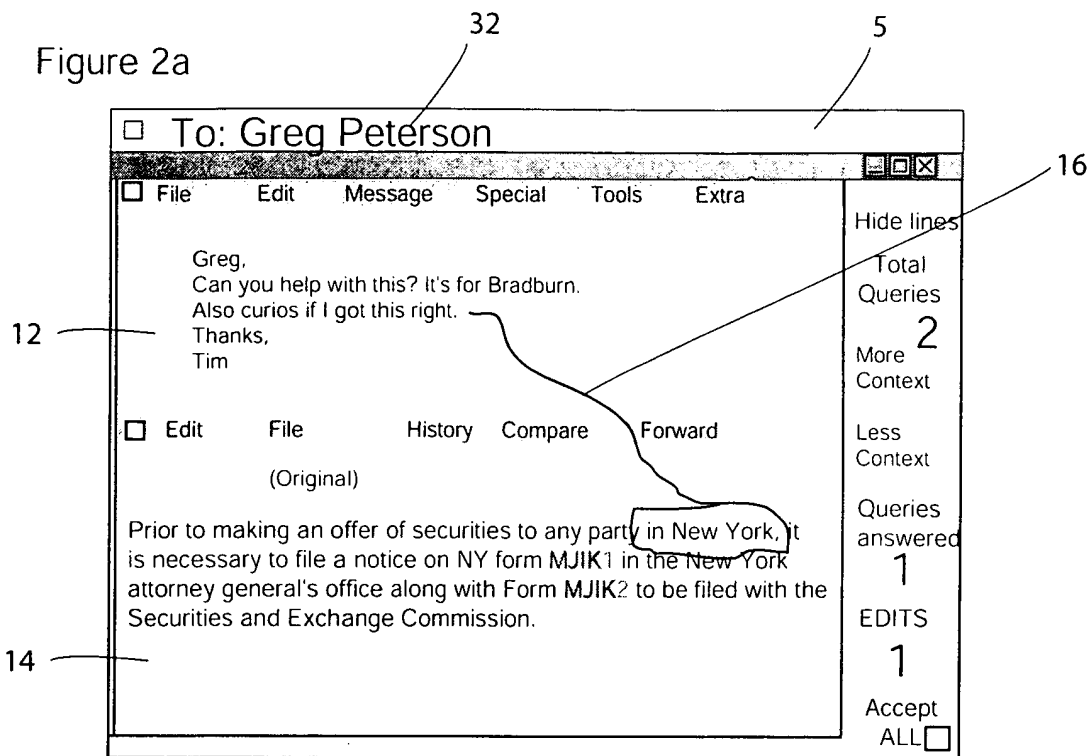 32
5
Figure 2a
To: Greg Peterson
16
File Edit Message Special Tools Extra
Hide lines
Greg,
Can you help with this? It's for Bradburn.
Also curios if I got this right.
Thanks,
Tim
12
Total
Queries
2
More
Context
Edit File History Compare Forward
Less
Context
(Original)
Queries
answered
1
Prior to making an offer of securities to any party in New York, it
is necessary to file a notice on NY form MJIK1 in the New York
attorney general's office along with Form MJIK2 to be filed with the
Securities and Exchange Commission.
EDITS
1
14
Accept
ALL